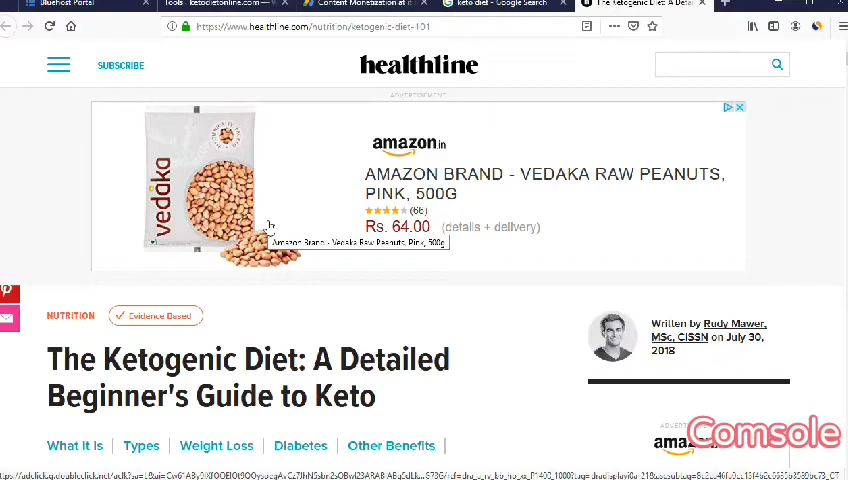 Bluehost Portal
Tools - ketodietonline.com — W
Content Monetization at it
keto diet - Google Search
The Ketogenic Diet: A Detai
https://www.healthline.com/nutrition/ketogenic-diet-101
SUBSCRIBE
healthline
ADVERTISEMENT
vedaka
amazon.in
AMAZON BRAND - VEDAKA RAW PEANUTS,
PINK, 500G
(66)
Rs. 64.00 (details + delivery)
Amazon Brand - Vedaka Raw Peanuts, Pink, 500g
NUTRITION
Evidence Based
The Ketogenic Diet: A Detailed
Beginner's Guide to Keto
Written by Rudy Mawer,
MSc, CISSN on July 30,
2018
What It Is
Types
Weight Loss
Diabetes
Other Benefits
Comsole